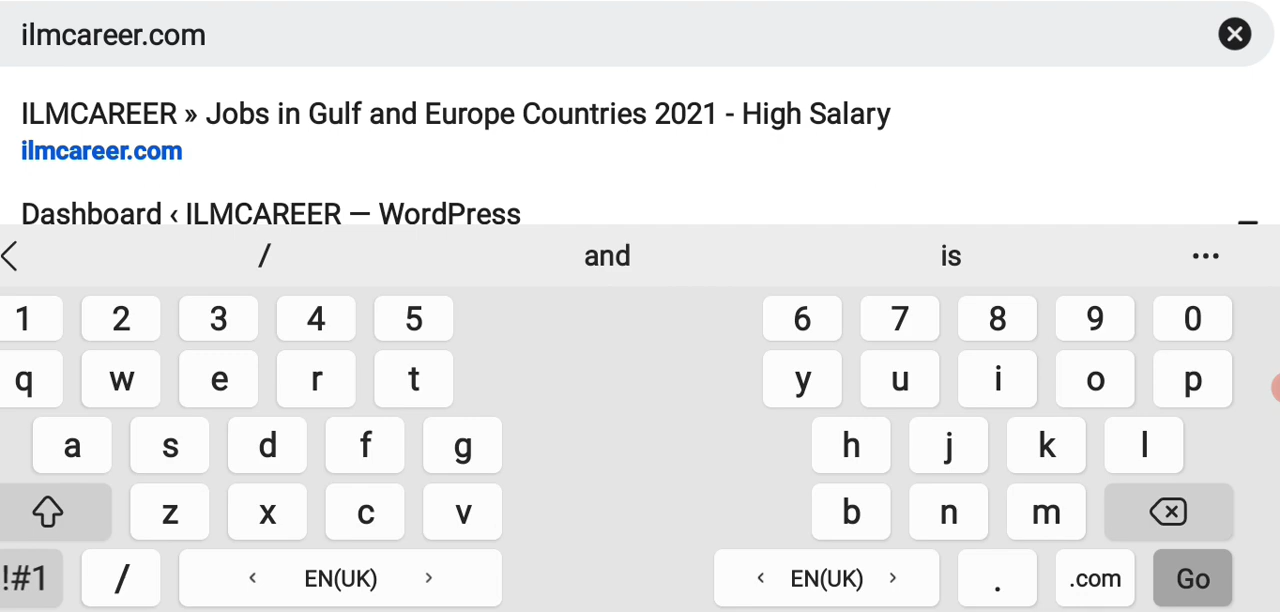 ilmcareer.com
ILMCAREER » Jobs in Gulf and Europe Countries 2021 - High Salary
ilmcareer.com
Dashboard ‹ ILMCAREER — WordPress
/ and is ...
1 2 3 4 5 6 7 8 9 0
q w e r t y u i o p
a s d f g h j k l
z x c v b n m
!#1 / ‹ EN(UK) › ‹ EN(UK) › . .com Go